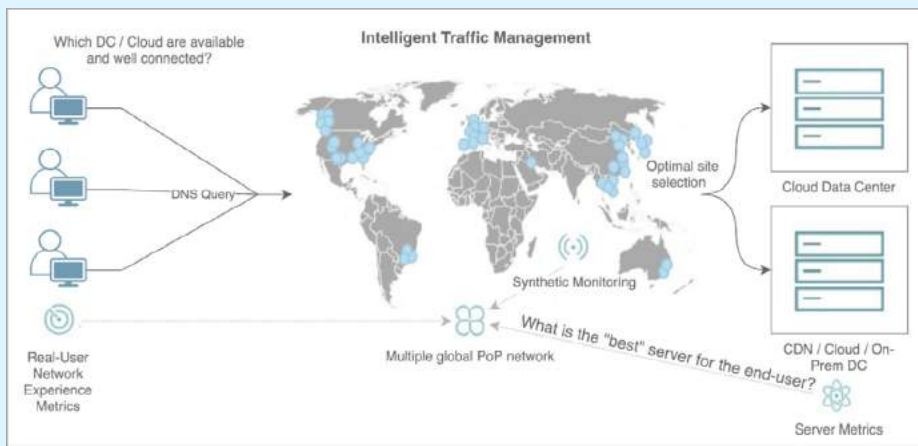 Which DC / Cloud are available
and well connected?
Intelligent Traffic Management
DNS Query
Optimal site
selection
Cloud Data Center
Synthetic Monitoring
Multiple global PoP network
What is the "best" server for the end-user?
CDN / Cloud / On-
Prem DC
Real-User
Network
Experience
Metrics
Server Metrics